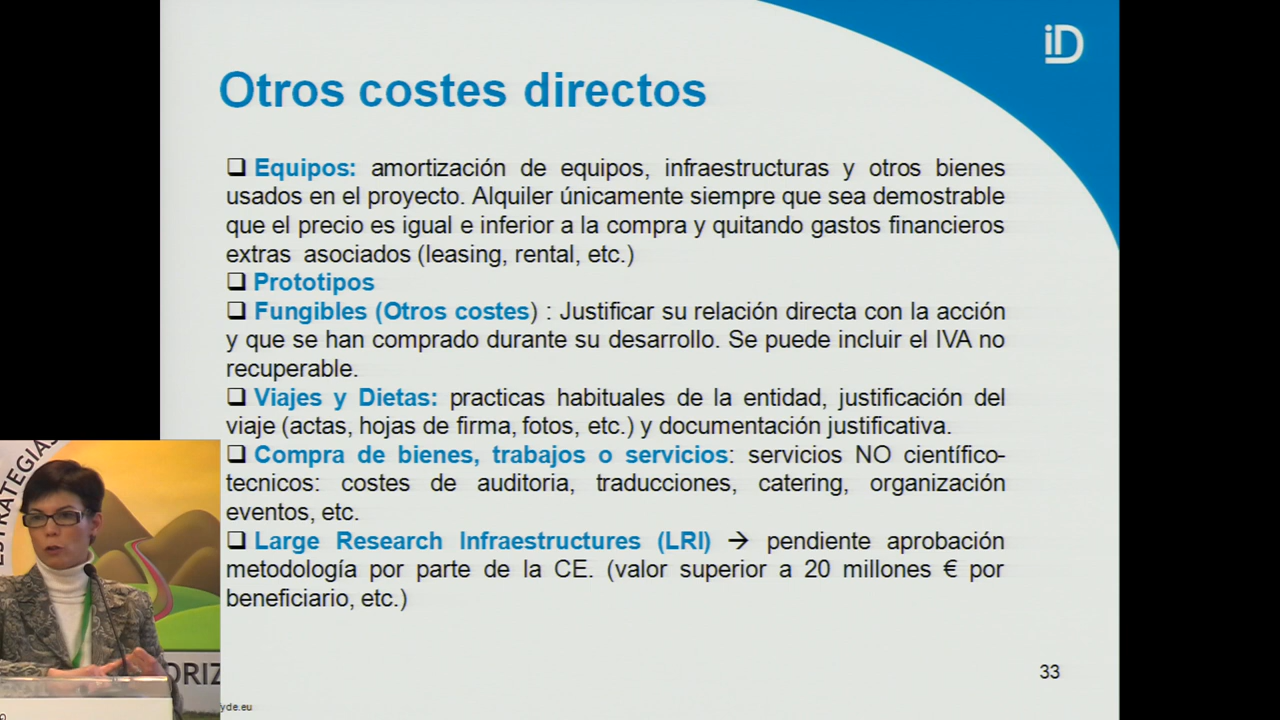 iD
Otros costes directos
❑ Equipos: amortización de equipos, infraestructuras y otros bienes
usados en el proyecto. Alquiler únicamente siempre que sea demostrable
que el precio es igual e inferior a la compra y quitando gastos financieros
extras asociados (leasing, rental, etc.)
❑ Prototipos
❑ Fungibles (Otros costes) : Justificar su relación directa con la acción
y que se han comprado durante su desarrollo. Se puede incluir el IVA no
recuperable.
❑ Viajes y Dietas: practicas habituales de la entidad, justificación del
viaje (actas, hojas de firma, fotos, etc.) y documentación justificativa.
❑ Compra de bienes, trabajos o servicios: servicios NO científico-
tecnicos: costes de auditoria, traducciones, catering, organización
eventos, etc.
❑ Large Research Infraestructures (LRI) → pendiente aprobación
metodología por parte de la CE. (valor superior a 20 millones € por
beneficiario, etc.)
33
yde.eu
ESTRATEGIAS
ORIZ